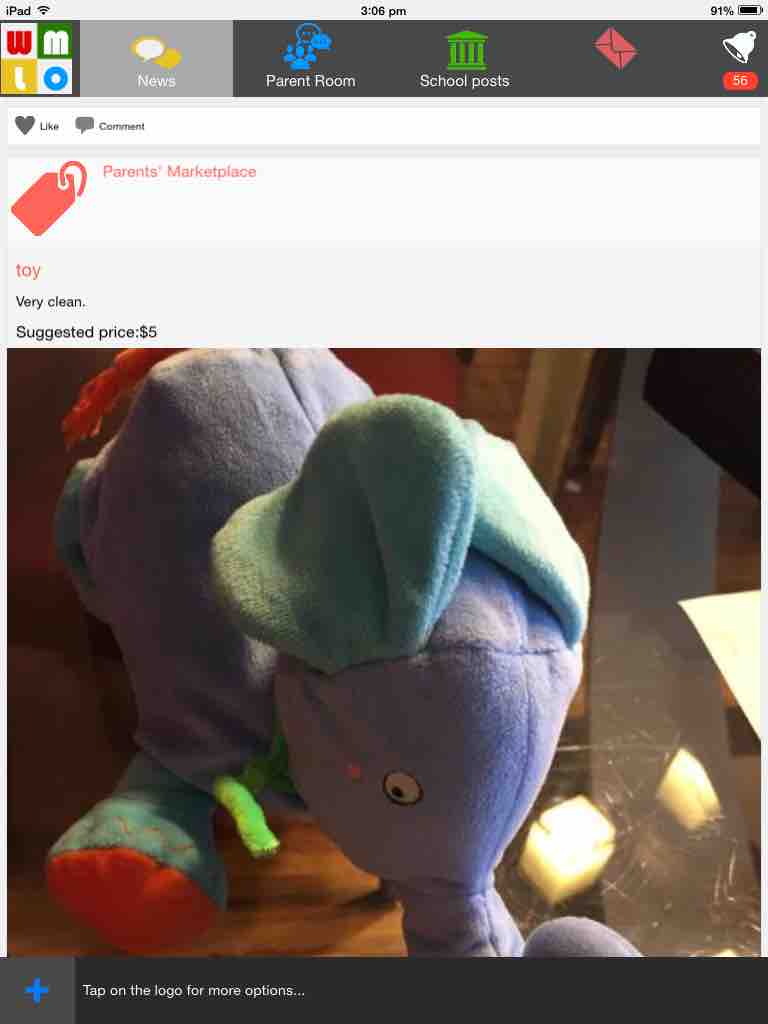 iPad 3:06 pm 91%
W m
l o
News Parent Room School posts 56
Like Comment
Parents' Marketplace
toy
Very clean.
Suggested price:$5
+ Tap on the logo for more options...